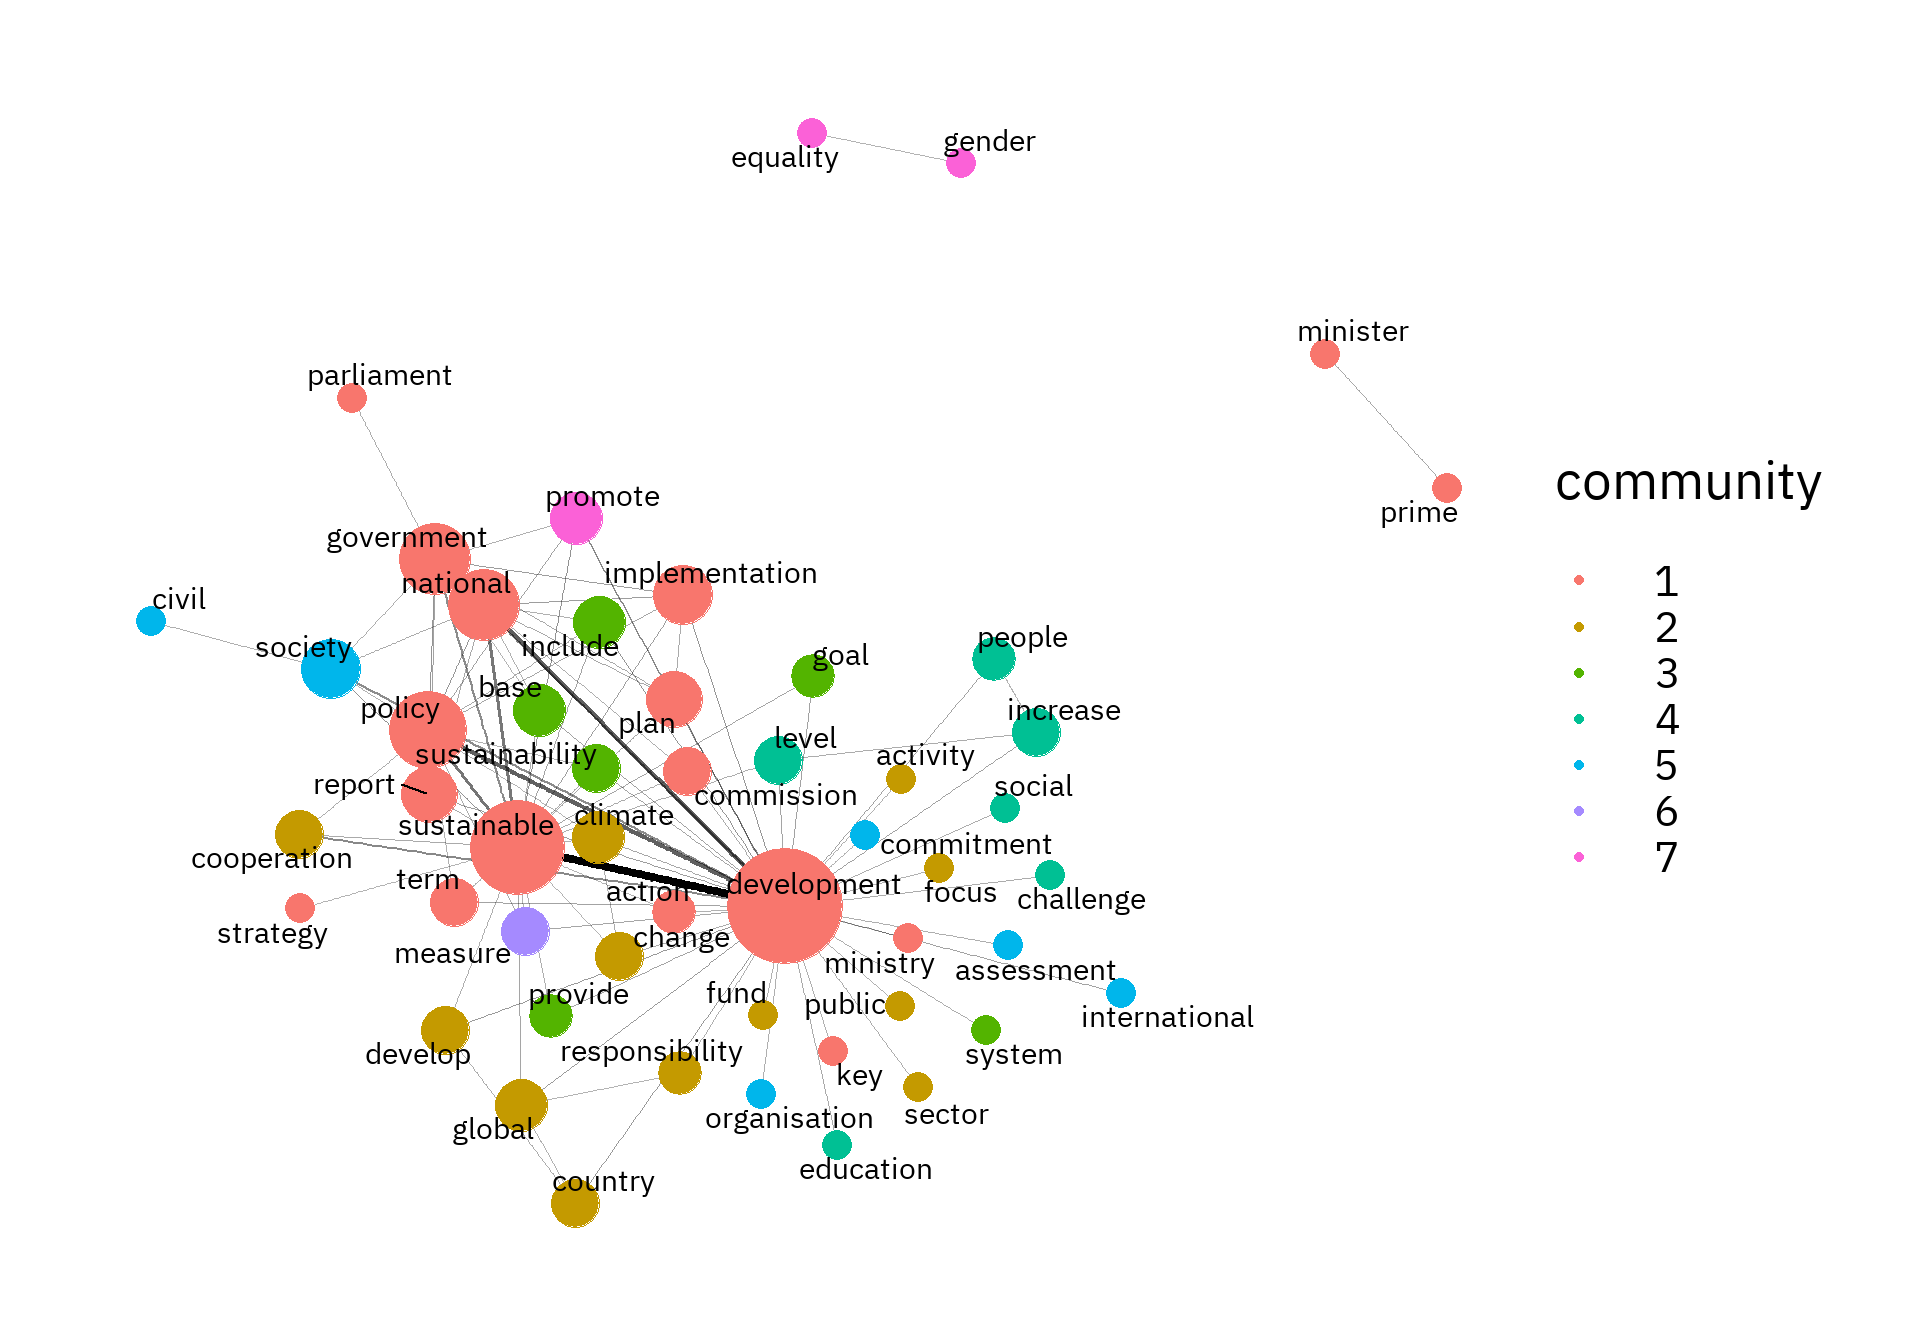 equality
gender
minister
prime
parliament
promote
government
national
implementation
civil
society
include
people
goal
base
policy
plan
increase
level
sustainability
activity
report
commission
social
climate
sustainable
commitment
cooperation
term
action
development
focus
challenge
strategy
change
measure
ministry
assessment
provide
fund
public
international
develop
responsibility
system
key
global
organisation
sector
education
country
community
1
2
3
4
5
6
7